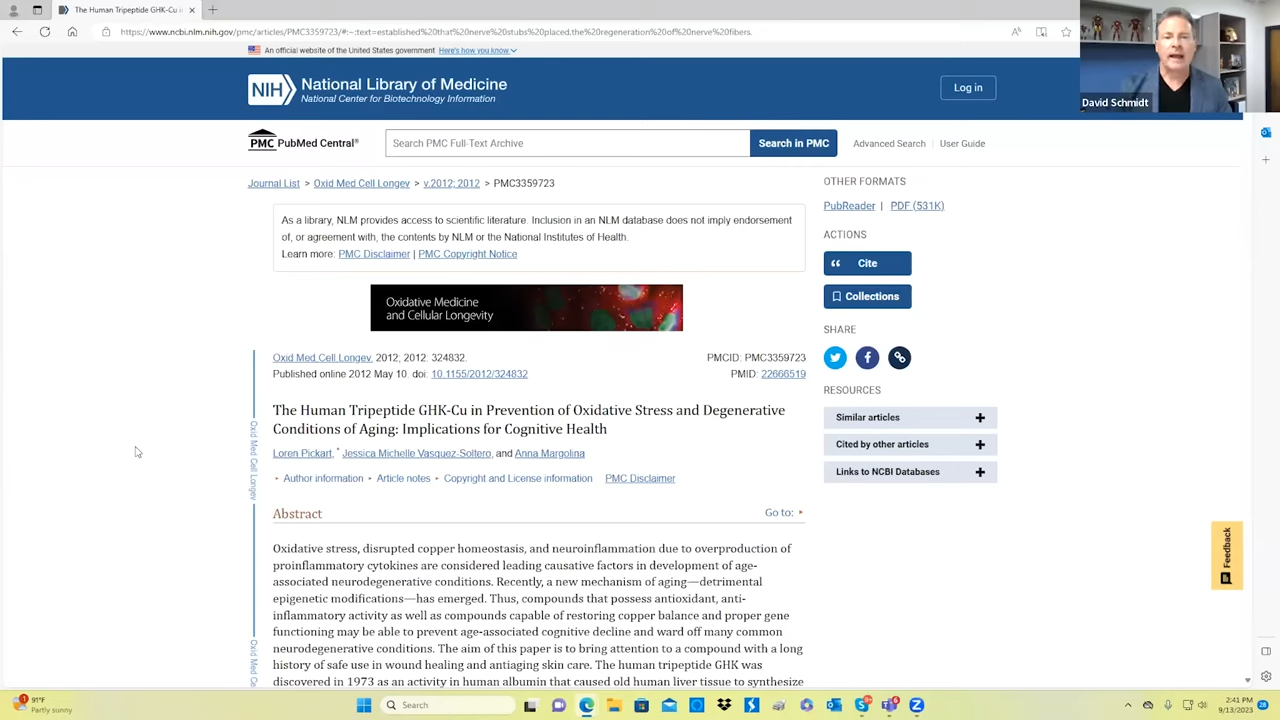 The Human Tripeptide GHK-Cu in
https://www.ncbi.nlm.nih.gov/pmc/articles/PMC3359723/#:~:text=established%20that%20nerve%20stubs%20placed,the%20regeneration%20of%20nerve%20fibers.
An official website of the United States government Here's how you know
NIH National Library of Medicine
National Center for Biotechnology Information
Log in
David Schmidt
PMC PubMed Central®
Search PMC Full-Text Archive
Search in PMC
Advanced Search | User Guide
Journal List > Oxid Med Cell Longev > v.2012; 2012 > PMC3359723
As a library, NLM provides access to scientific literature. Inclusion in an NLM database does not imply endorsement
of, or agreement with, the contents by NLM or the National Institutes of Health.
Learn more: PMC Disclaimer | PMC Copyright Notice
Oxidative Medicine
and Cellular Longevity
Oxid Med Cell Longev. 2012; 2012: 324832.
PMCID: PMC3359723
Published online 2012 May 10. doi: 10.1155/2012/324832
PMID: 22666519
The Human Tripeptide GHK-Cu in Prevention of Oxidative Stress and Degenerative
Conditions of Aging: Implications for Cognitive Health
Loren Pickart, * Jessica Michelle Vasquez-Soltero, and Anna Margolina
Author information Article notes Copyright and License information PMC Disclaimer
Abstract
Go to:
Oxidative stress, disrupted copper homeostasis, and neuroinflammation due to overproduction of
proinflammatory cytokines are considered leading causative factors in development of age-
associated neurodegenerative conditions. Recently, a new mechanism of aging—detrimental
epigenetic modifications—has emerged. Thus, compounds that possess antioxidant, anti-
inflammatory activity as well as compounds capable of restoring copper balance and proper gene
functioning may be able to prevent age-associated cognitive decline and ward off many common
neurodegenerative conditions. The aim of this paper is to bring attention to a compound with a long
history of safe use in wound healing and antiaging skin care. The human tripeptide GHK was
discovered in 1973 as an activity in human albumin that caused old human liver tissue to synthesize
Oxid Med Cell Longev
Oxid Med Ce
OTHER FORMATS
PubReader | PDF (531K)
ACTIONS
Cite
Collections
SHARE
RESOURCES
Similar articles
Cited by other articles
Links to NCBI Databases
Feedback
91°F
Partly sunny
Search
2:41 PM
9/13/2023